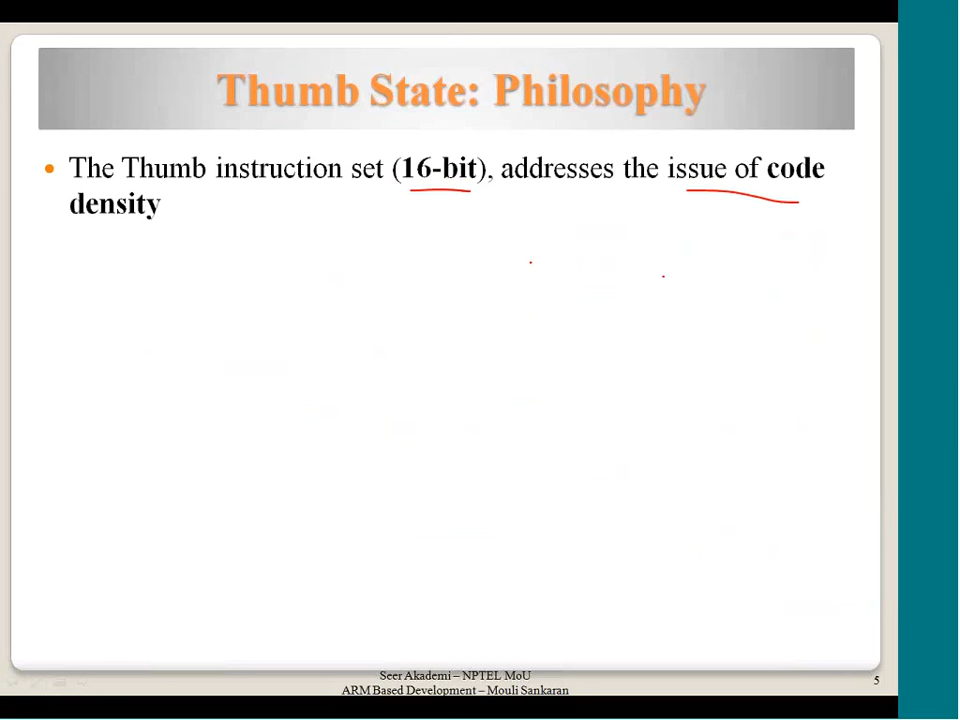 Thumb State: Philosophy
• The Thumb instruction set (16-bit), addresses the issue of code
density
Seer Akademi – NPTEL MoU
ARM Based Development – Mouli Sankaran
5